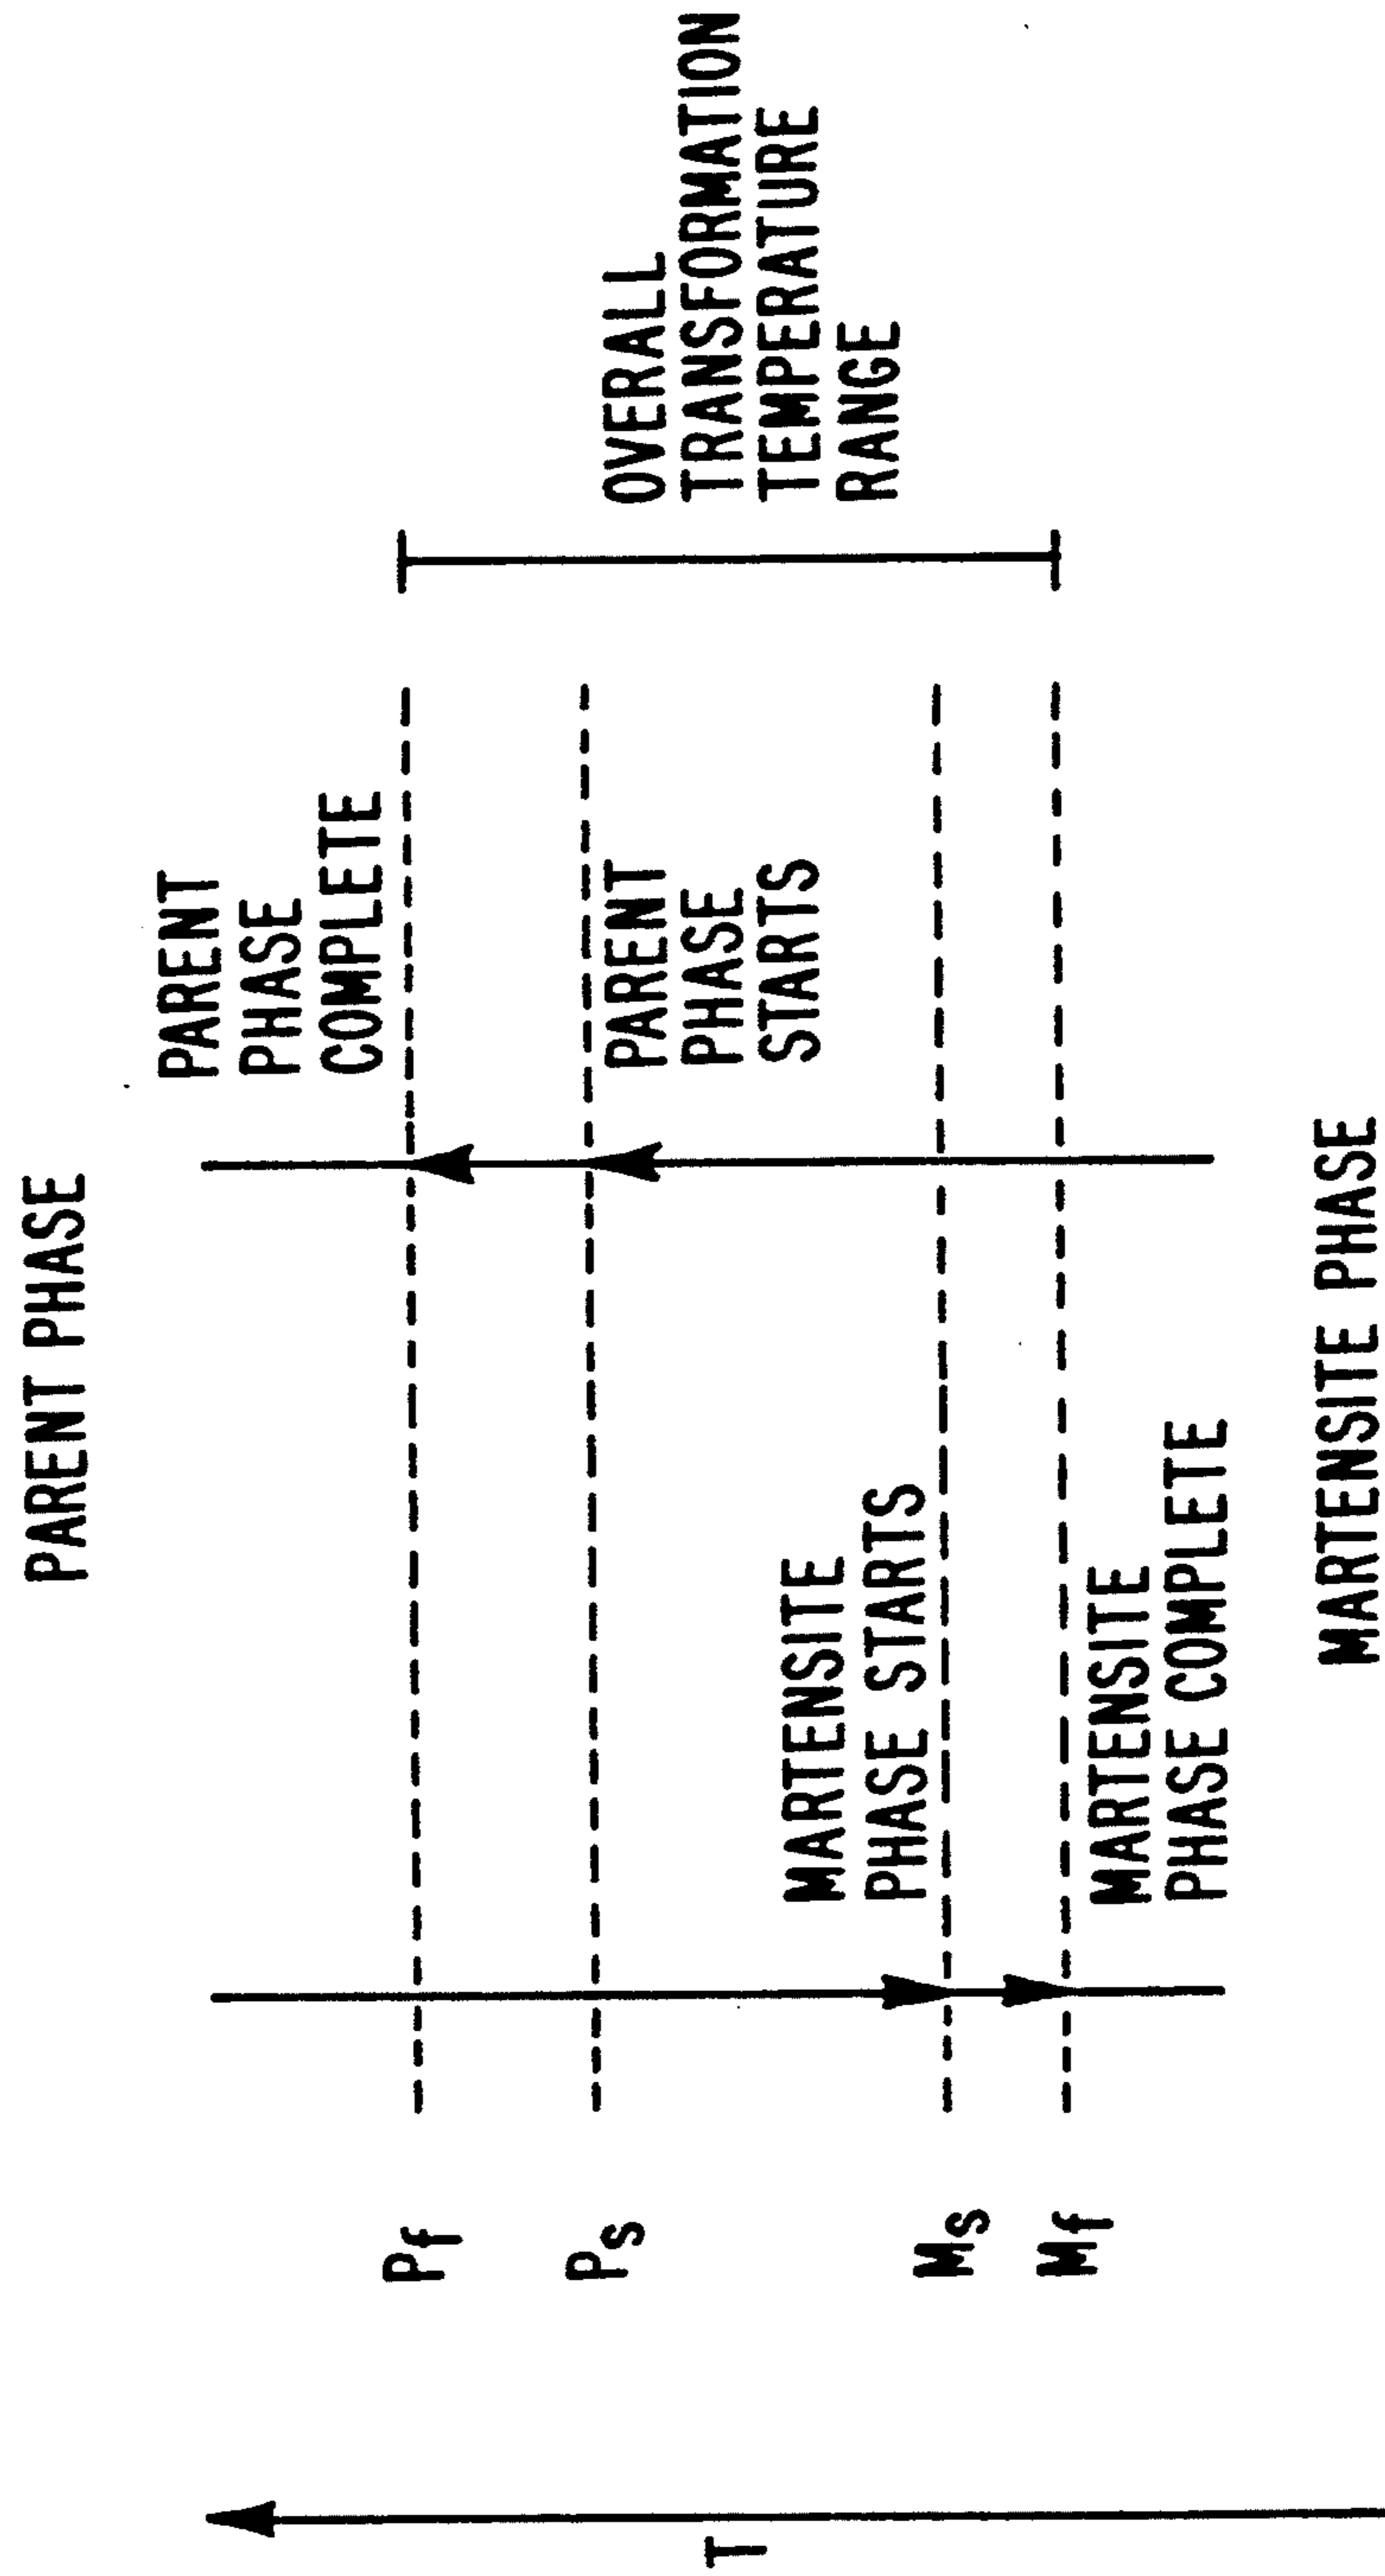 PARENT PHASE
PARENT
PHASE
COMPLETE
Pf
Ps
PARENT
PHASE
STARTS
OVERALL
TRANSFORMATION
TEMPERATURE
RANGE
T
MARTENSITE
PHASE STARTS
Ms
Mf
MARTENSITE
PHASE COMPLETE
MARTENSITE PHASE